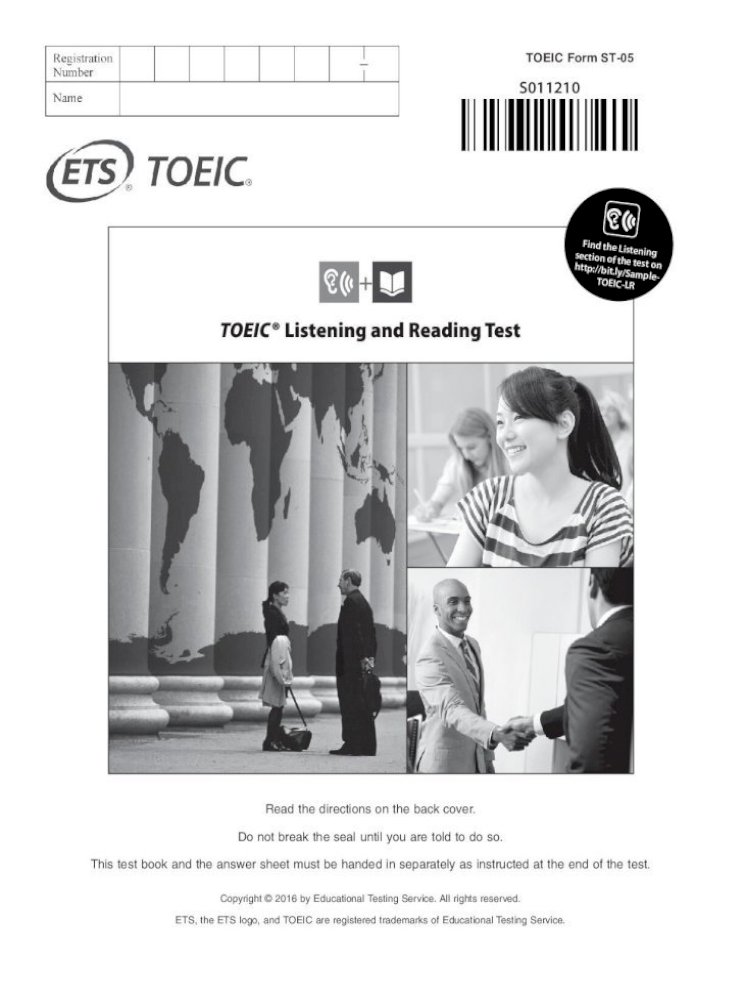 Registration
Number
Name
TOEIC Form ST-05
S011210
ETS® TOEIC®
Find the Listening
section of the test on
http://bit.ly/Sample-
TOEIC-LR
+
TOEIC® Listening and Reading Test
Read the directions on the back cover.
Do not break the seal until you are told to do so.
This test book and the answer sheet must be handed in separately as instructed at the end of the test.
Copyright © 2016 by Educational Testing Service. All rights reserved.
ETS, the ETS logo, and TOEIC are registered trademarks of Educational Testing Service.